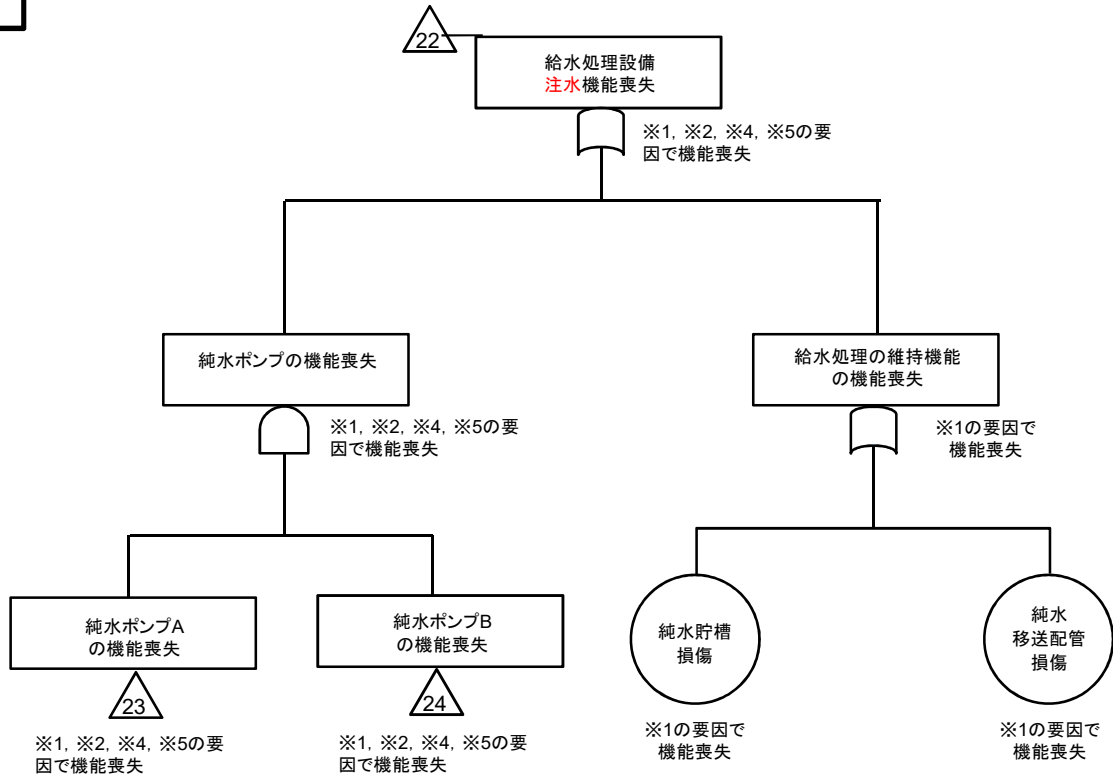 22
給水処理設備
注水機能喪失
※1, ※2, ※4, ※5の要
因で機能喪失
純水ポンプの機能喪失
※1, ※2, ※4, ※5の要
因で機能喪失
給水処理の維持機能
の機能喪失
※1の要因で
機能喪失
純水ポンプA
の機能喪失
23
※1, ※2, ※4, ※5の要
因で機能喪失
純水ポンプB
の機能喪失
24
※1, ※2, ※4, ※5の要
因で機能喪失
純水貯槽
損傷
※1の要因で
機能喪失
純水
移送配管
損傷
※1の要因で
機能喪失